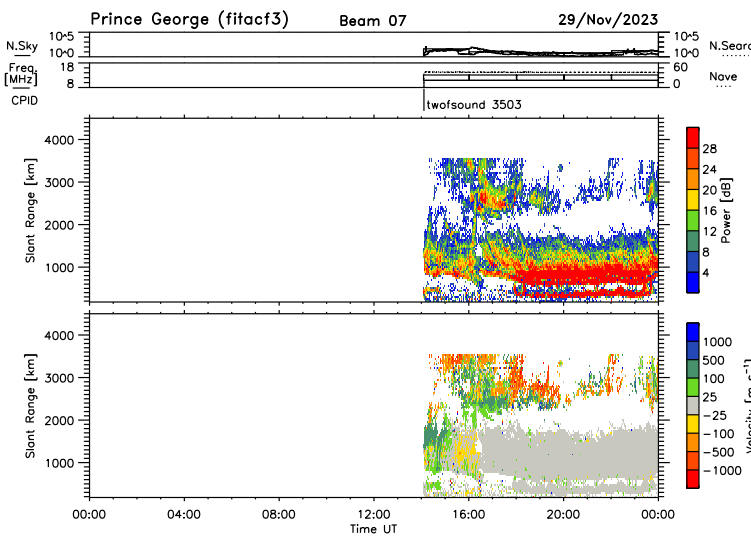 Prince George (fitacf3) Beam 07 29/Nov/2023
N.Sky 10^5 10^0 10^5 10^0 N.Sear
Freq. [MHz] 18 8 60 0 Nave
CPID twofsound 3503
Slant Range [km] 4000 3000 2000 1000
28 24 20 16 12 8 4 Power [dB]
Slant Range [km] 4000 3000 2000 1000
1000 500 100 25 -25 -100 -500 -1000 Velocity [m s⁻¹]
00:00 04:00 08:00 12:00 16:00 20:00 00:00
Time UT